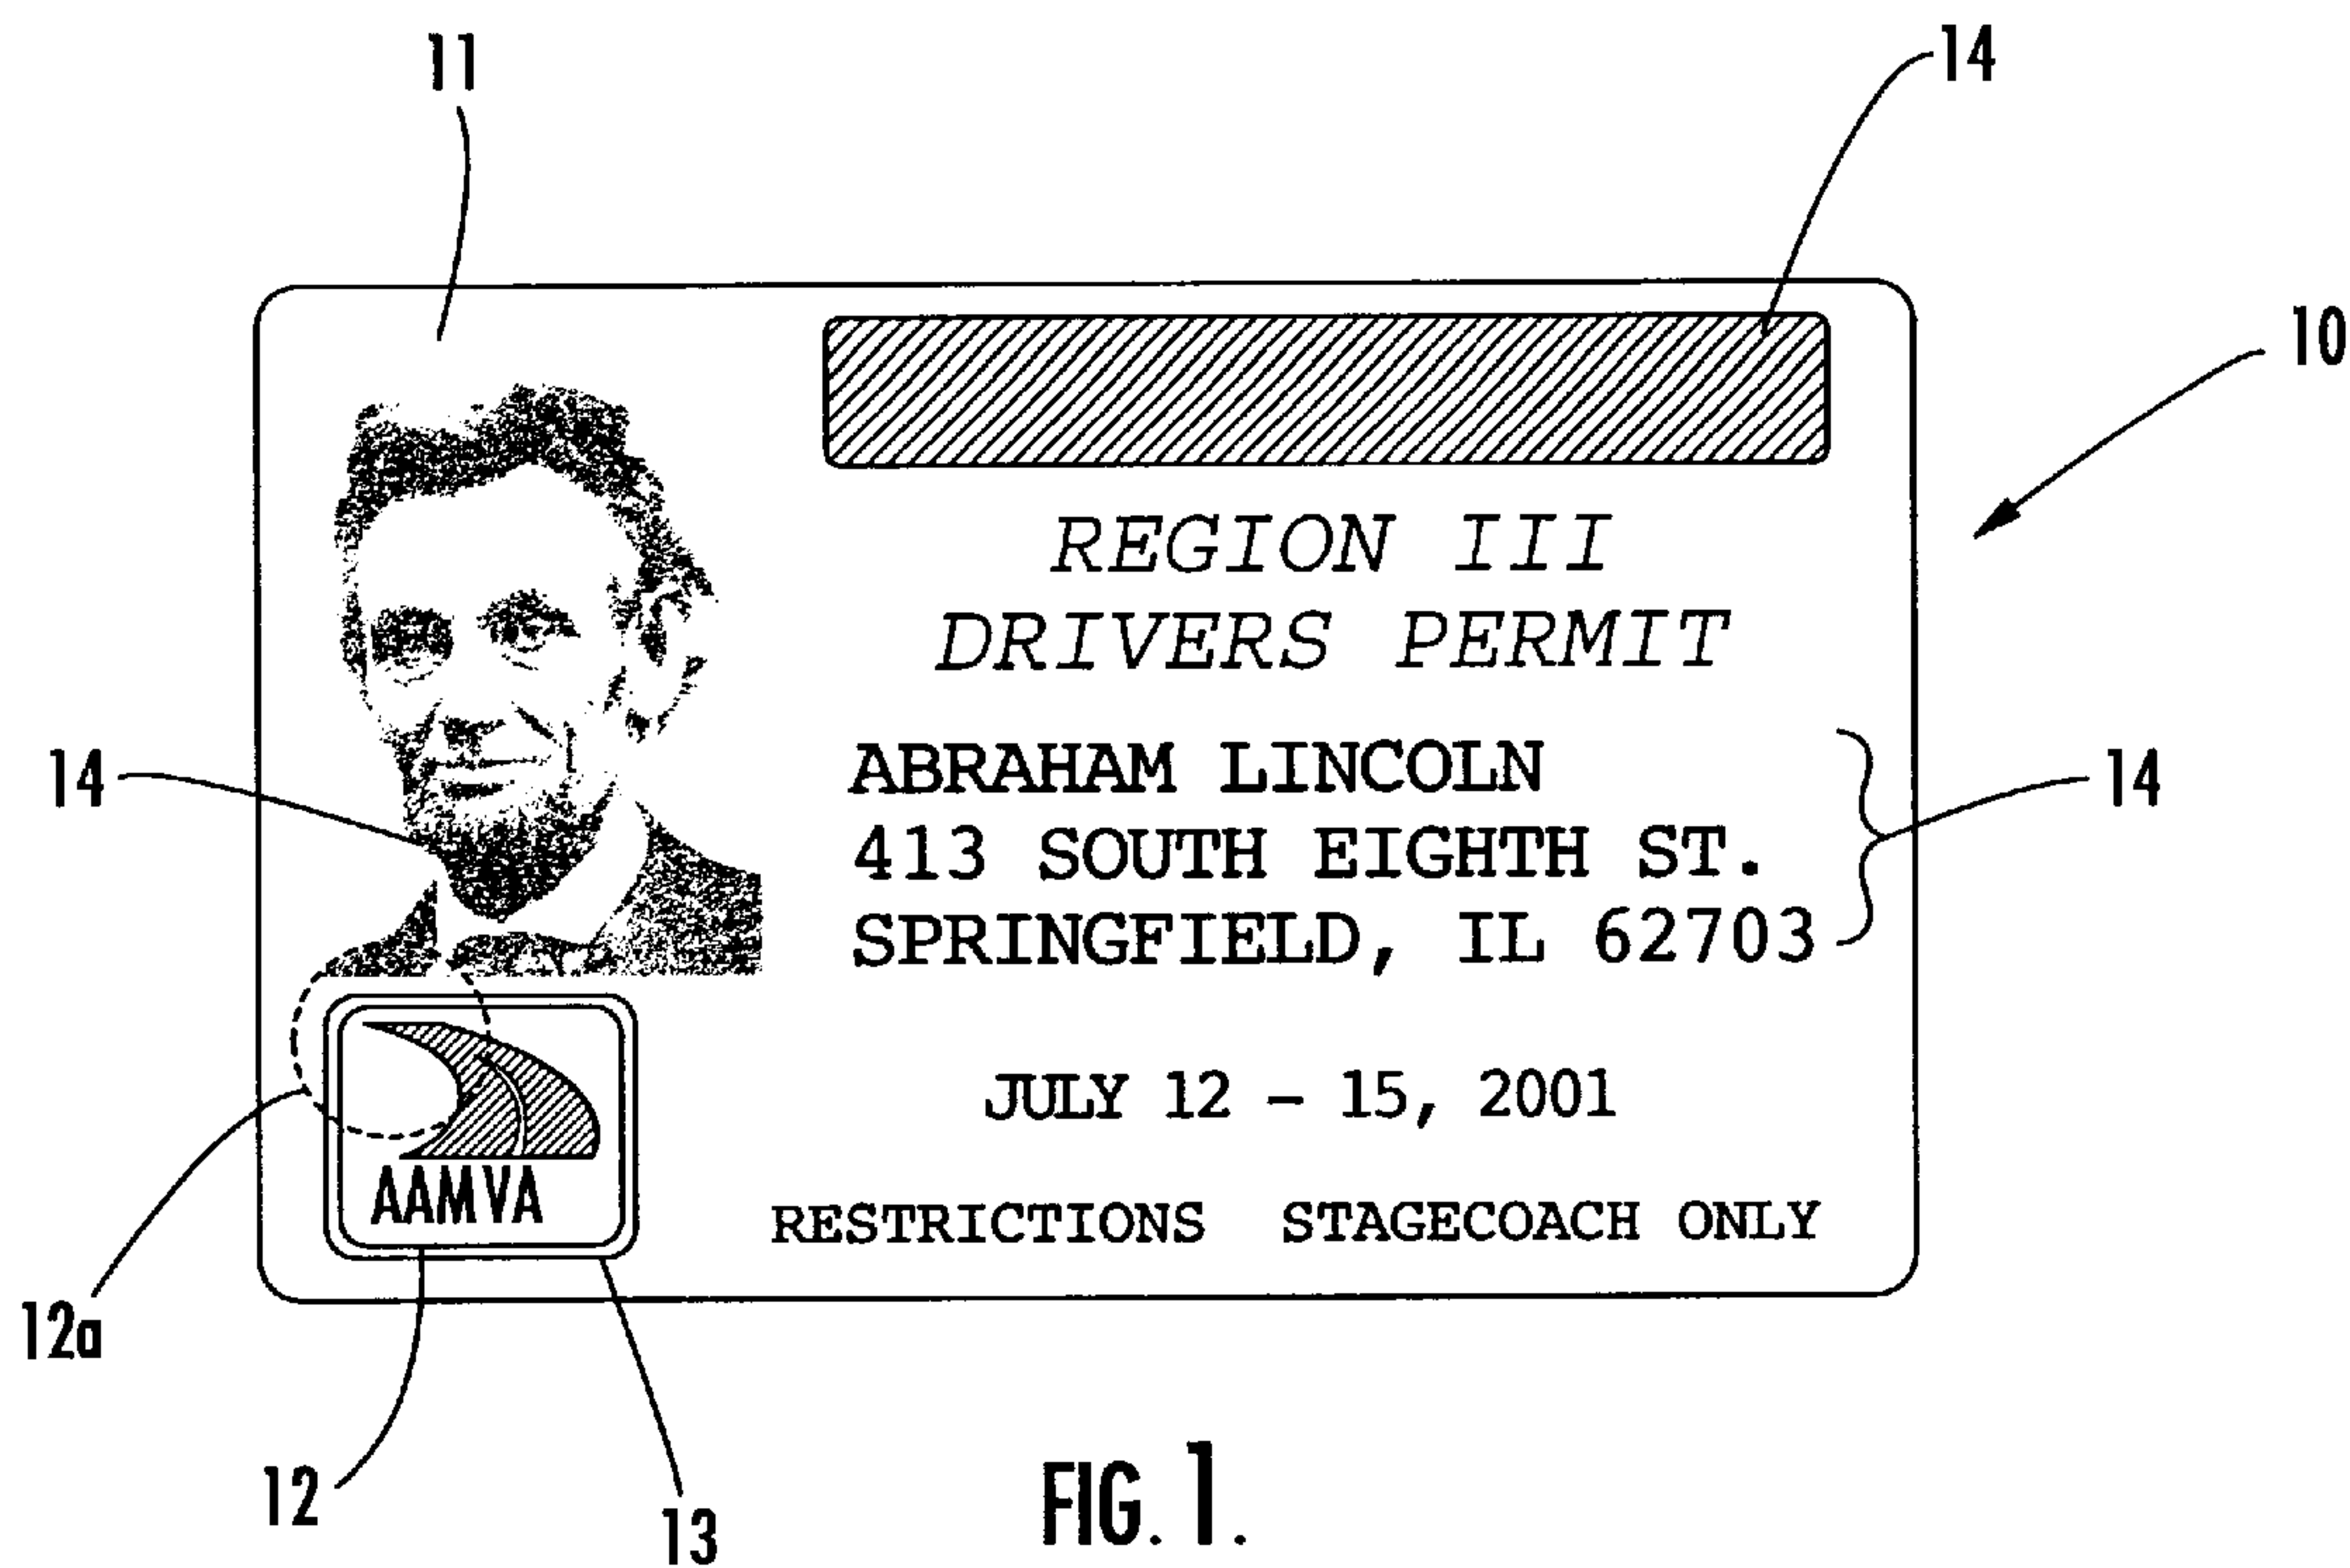 11
14
10
REGION III
DRIVERS PERMIT
ABRAHAM LINCOLN
413 SOUTH EIGHTH ST.
SPRINGFIELD, IL 62703
14
14
JULY 12 – 15, 2001
AAMVA
RESTRICTIONS STAGECOACH ONLY
12a
12
13
FIG. 1.